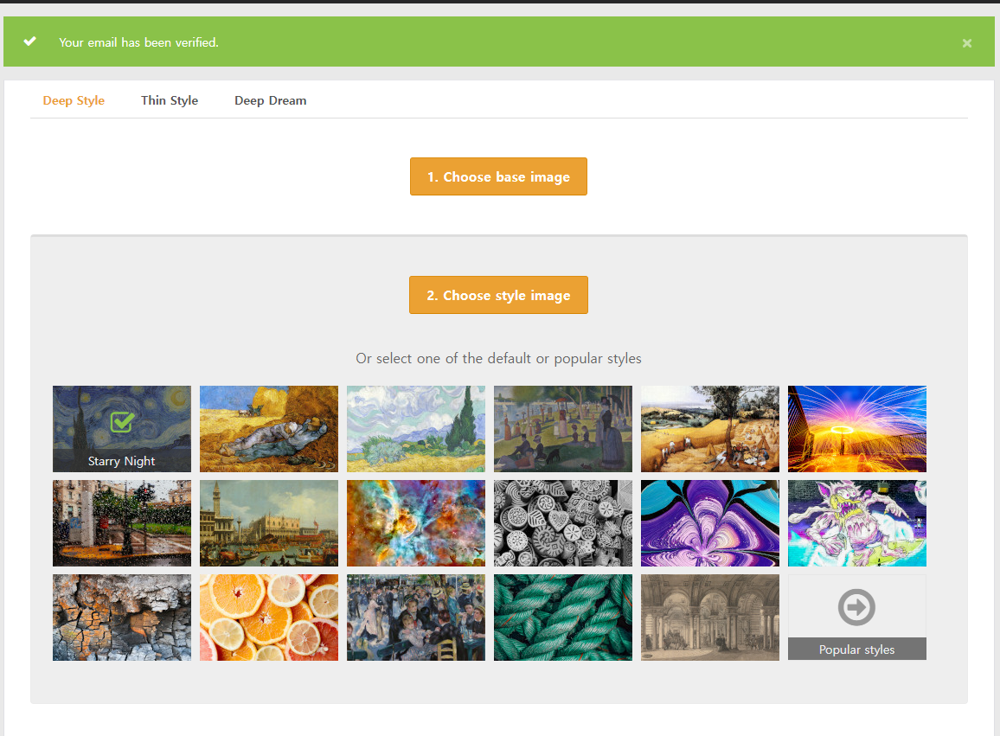 Your email has been verified.
Deep Style
Thin Style
Deep Dream
1. Choose base image
2. Choose style image
Or select one of the default or popular styles
Starry Night
Popular styles